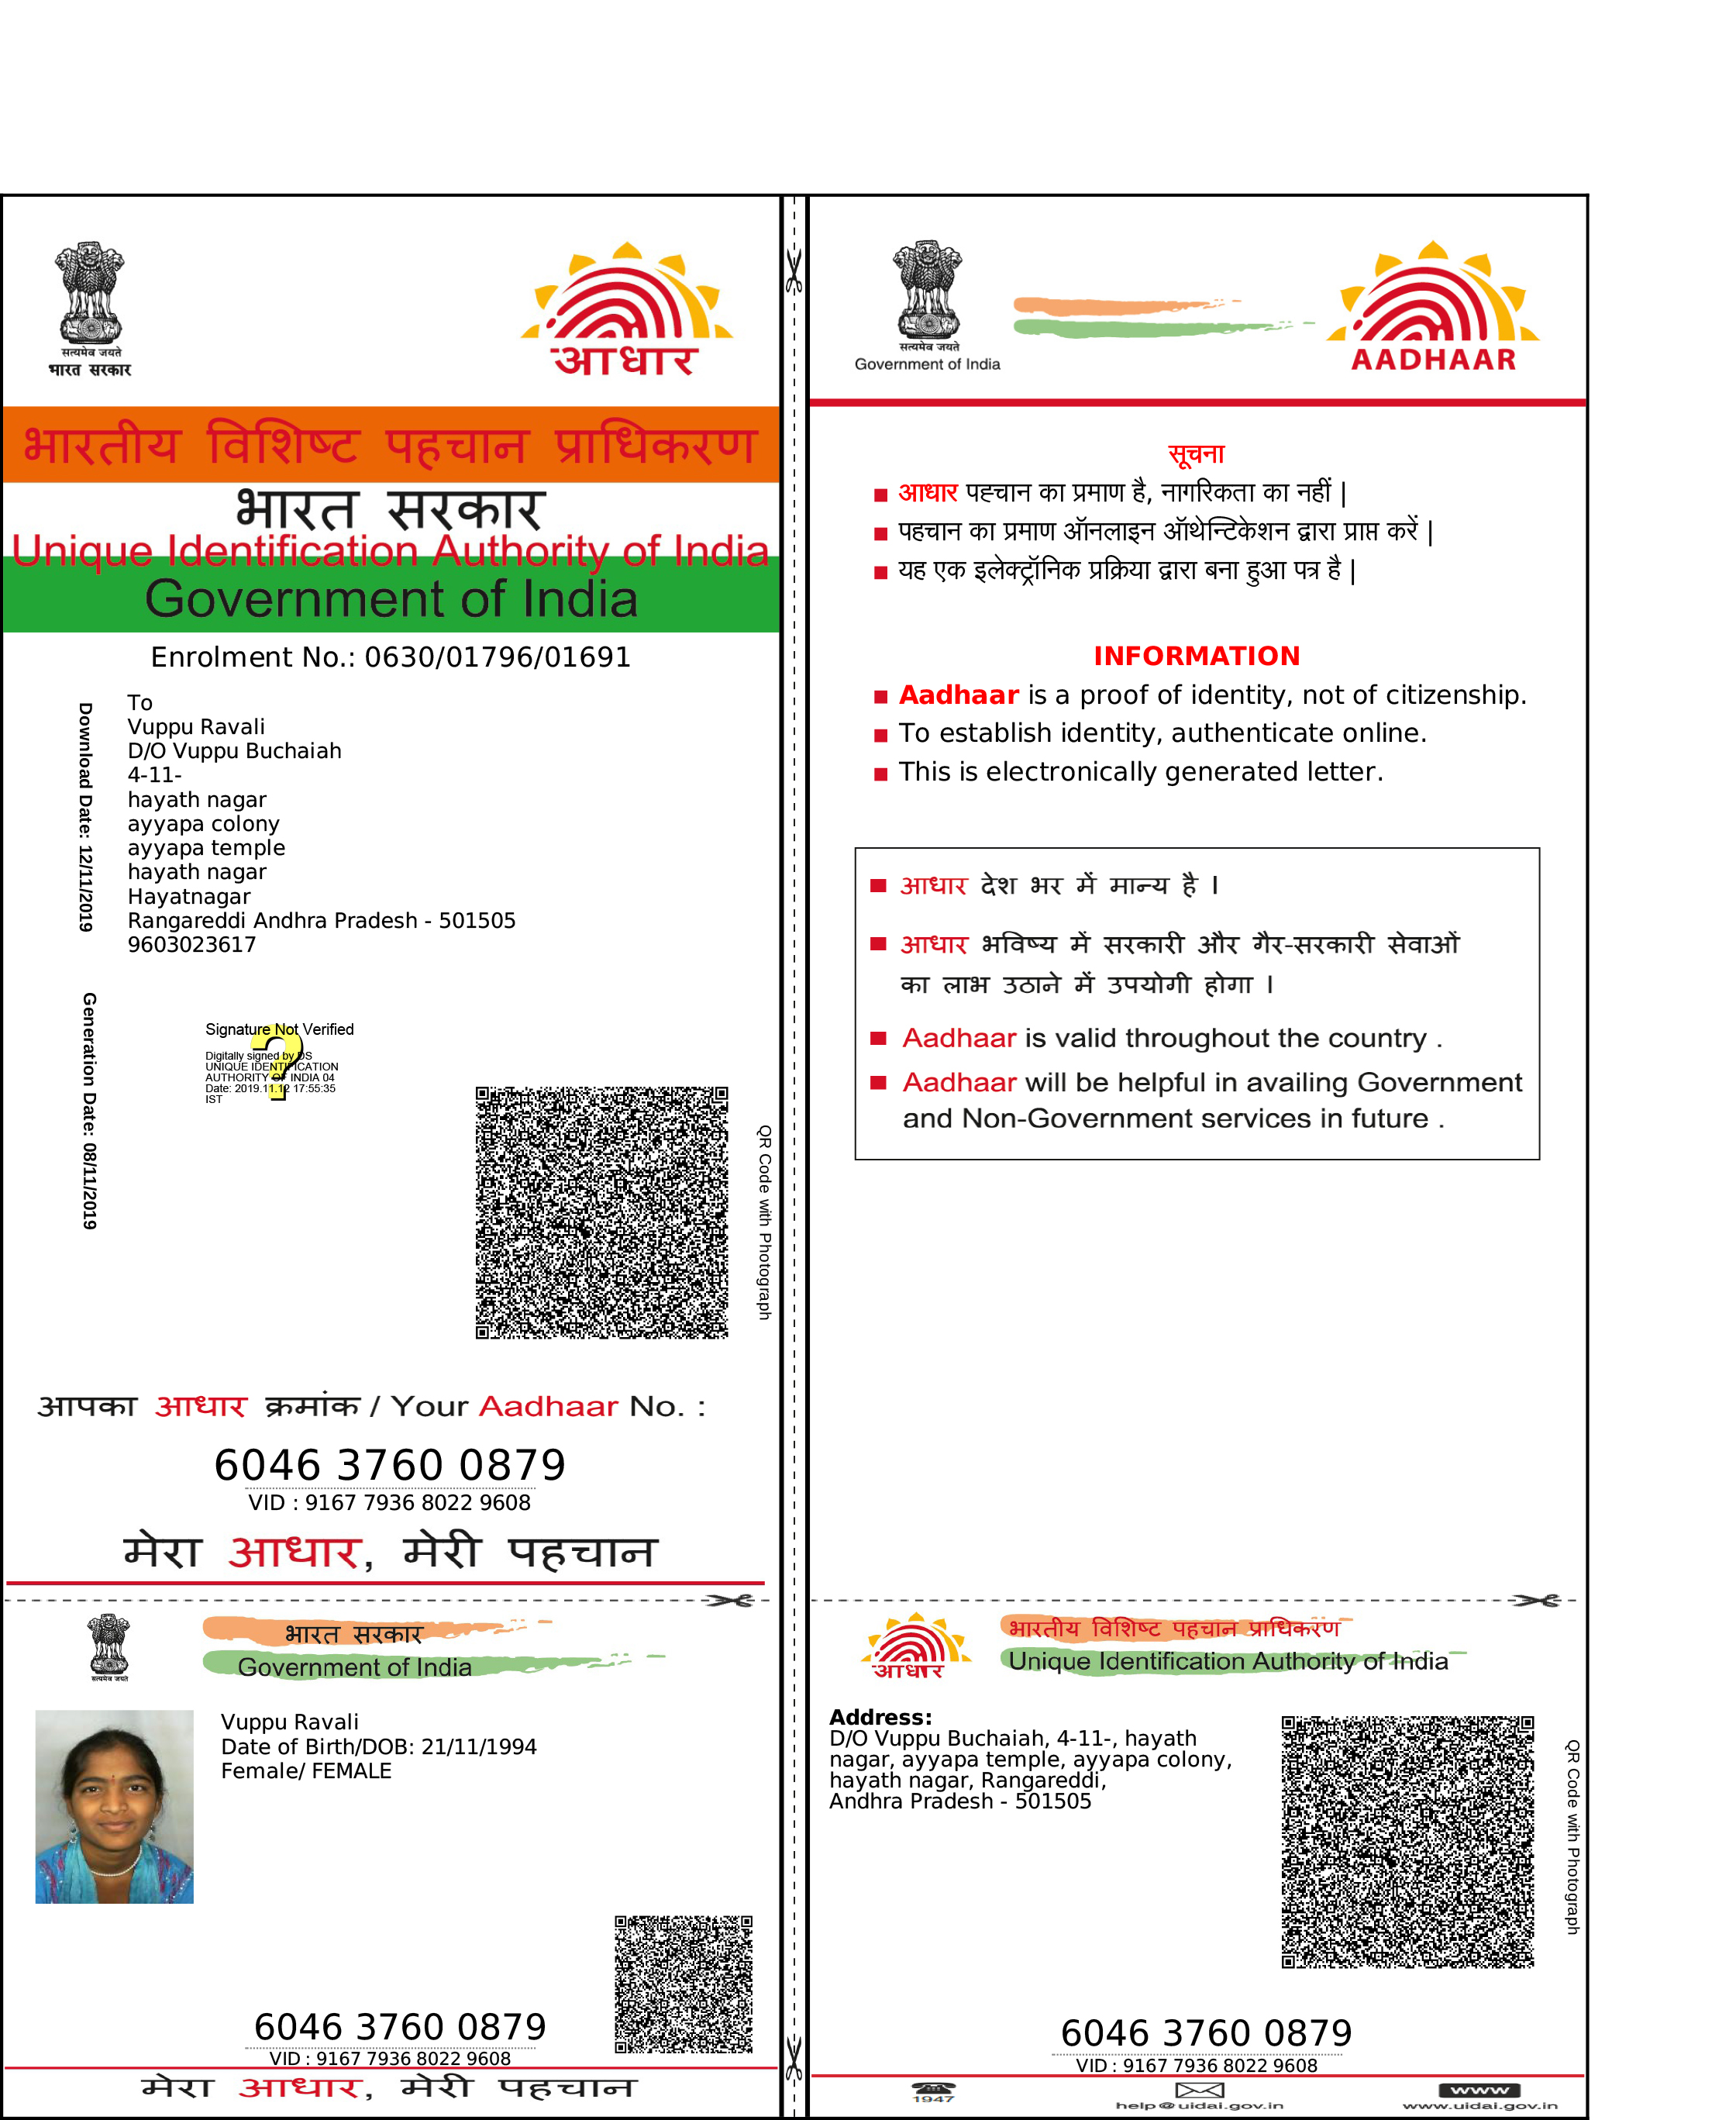 सत्यमेव जयते
भारत सरकार
आधार
भारतीय विशिष्ट पहचान प्राधिकरण
भारत सरकार
Unique Identification Authority of India
Government of India
Enrolment No.: 0630/01796/01691
Download Date: 12/11/2019
To
Vuppu Ravali
D/O Vuppu Buchaiah
4-11-
hayath nagar
ayyapa colony
ayyapa temple
hayath nagar
Hayatnagar
Rangareddi Andhra Pradesh - 501505
9603023617
Generation Date: 08/11/2019
Signature Not Verified
Digitally signed by DS
UNIQUE IDENTIFICATION
AUTHORITY OF INDIA 04
Date: 2019.11.12 17:55:35
IST
?
QR Code with Photograph
आपका आधार क्रमांक / Your Aadhaar No. :
6046 3760 0879
VID : 9167 7936 8022 9608
मेरा आधार, मेरी पहचान
सत्यमेव जयते
भारत सरकार
Government of India
Vuppu Ravali
Date of Birth/DOB: 21/11/1994
Female/ FEMALE
6046 3760 0879
VID : 9167 7936 8022 9608
मेरा आधार, मेरी पहचान
सत्यमेव जयते
Government of India
AADHAAR
सूचना
आधार पहचान का प्रमाण है, नागरिकता का नहीं |
पहचान का प्रमाण ऑनलाइन ऑथेन्टिकेशन द्वारा प्राप्त करें |
यह एक इलेक्ट्रॉनिक प्रक्रिया द्वारा बना हुआ पत्र है |
INFORMATION
Aadhaar is a proof of identity, not of citizenship.
To establish identity, authenticate online.
This is electronically generated letter.
आधार देश भर में मान्य है ।
आधार भविष्य में सरकारी और गैर-सरकारी सेवाओं
का लाभ उठाने में उपयोगी होगा ।
Aadhaar is valid throughout the country .
Aadhaar will be helpful in availing Government
and Non-Government services in future .
आधार
भारतीय विशिष्ट पहचान प्राधिकरण
Unique Identification Authority of India
Address:
D/O Vuppu Buchaiah, 4-11-, hayath
nagar, ayyapa temple, ayyapa colony,
hayath nagar, Rangareddi,
Andhra Pradesh - 501505
QR Code with Photograph
6046 3760 0879
VID : 9167 7936 8022 9608
1947
help@uidai.gov.in
www
www.uidai.gov.in